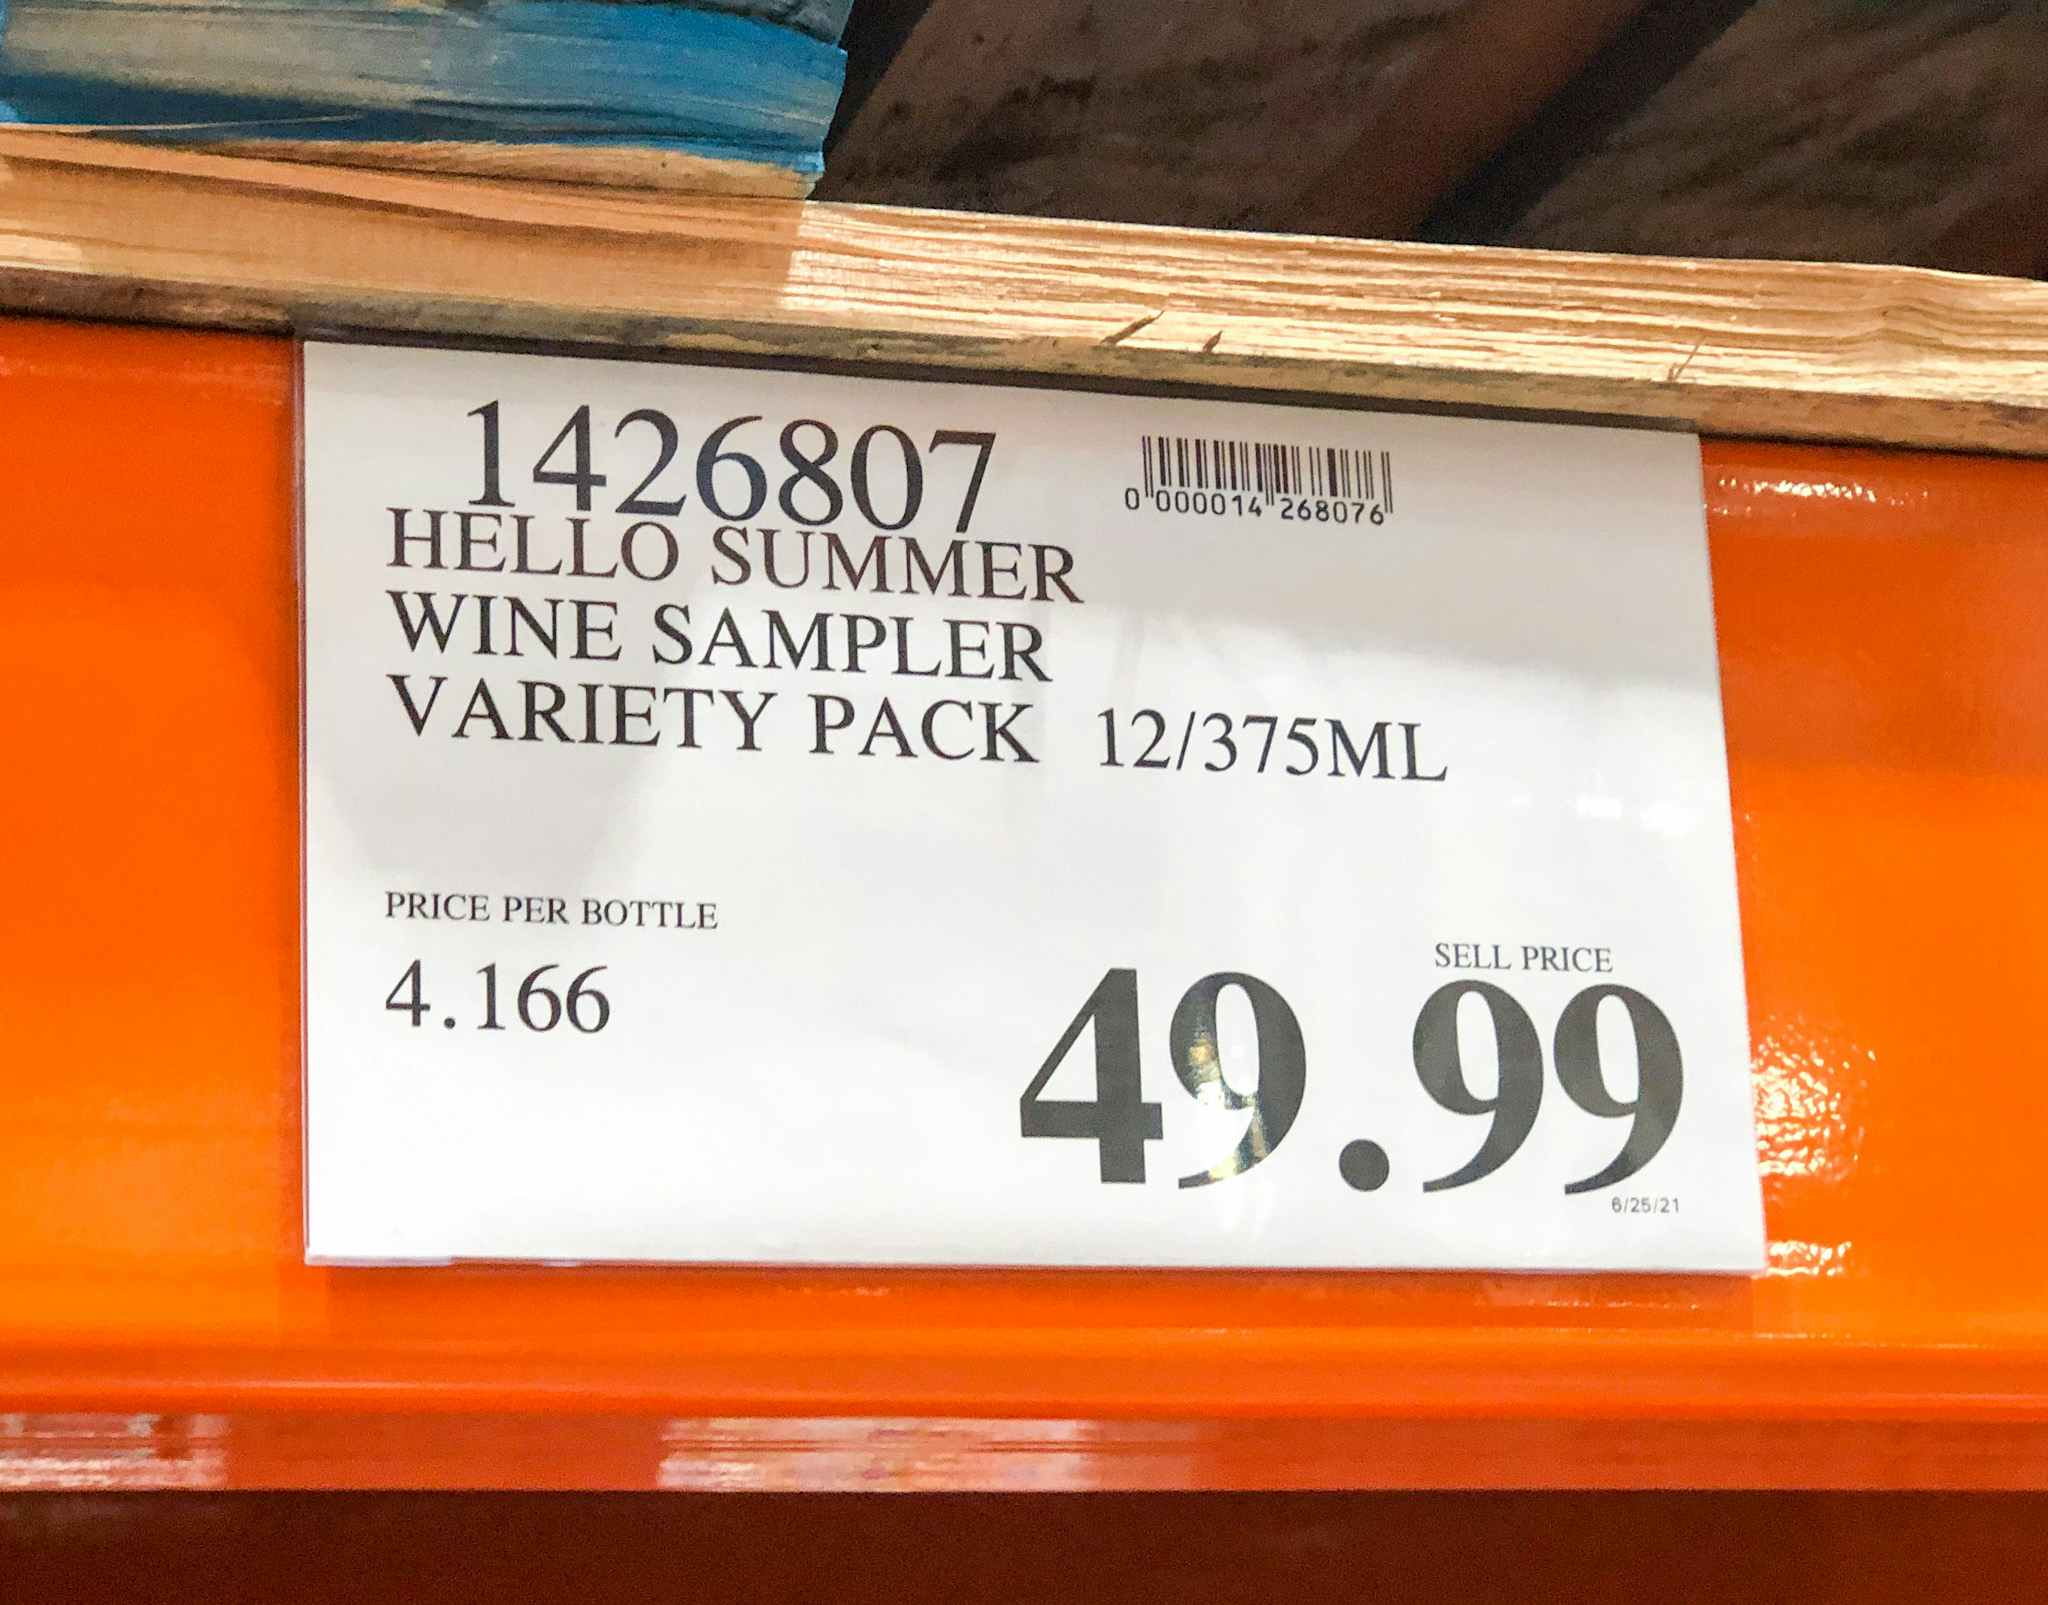 1426807
0 000014 268076
HELLO SUMMER
WINE SAMPLER
VARIETY PACK 12/375ML
PRICE PER BOTTLE
4.166
SELL PRICE
49.99
6/25/21